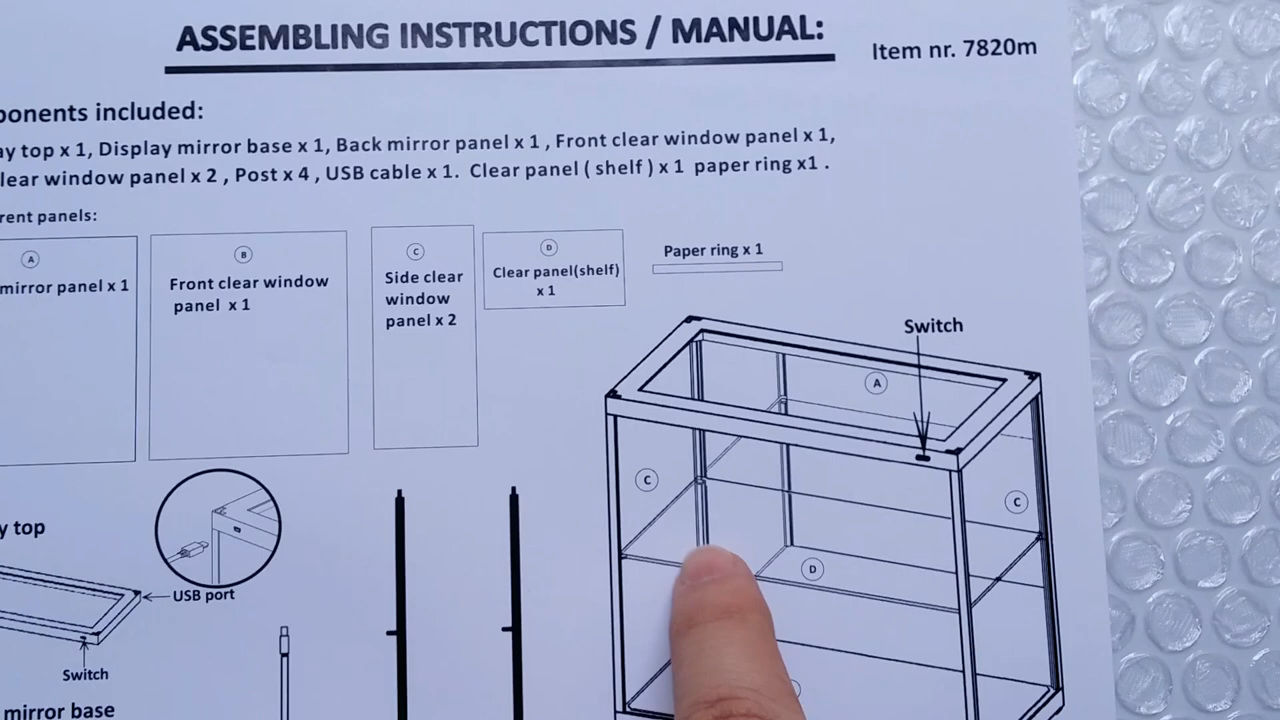 ASSEMBLING INSTRUCTIONS / MANUAL:
Item nr. 7820m
ponents included:
ay top x 1, Display mirror base x 1, Back mirror panel x 1 , Front clear window panel x 1,
lear window panel x 2 , Post x 4 , USB cable x 1. Clear panel ( shelf ) x 1 paper ring x1 .
rent panels:
A
mirror panel x 1
B
Front clear window
panel x 1
C
Side clear
window
panel x 2
D
Clear panel(shelf)
x 1
Paper ring x 1
Switch
A
C
C
D
y top
USB port
Switch
mirror base